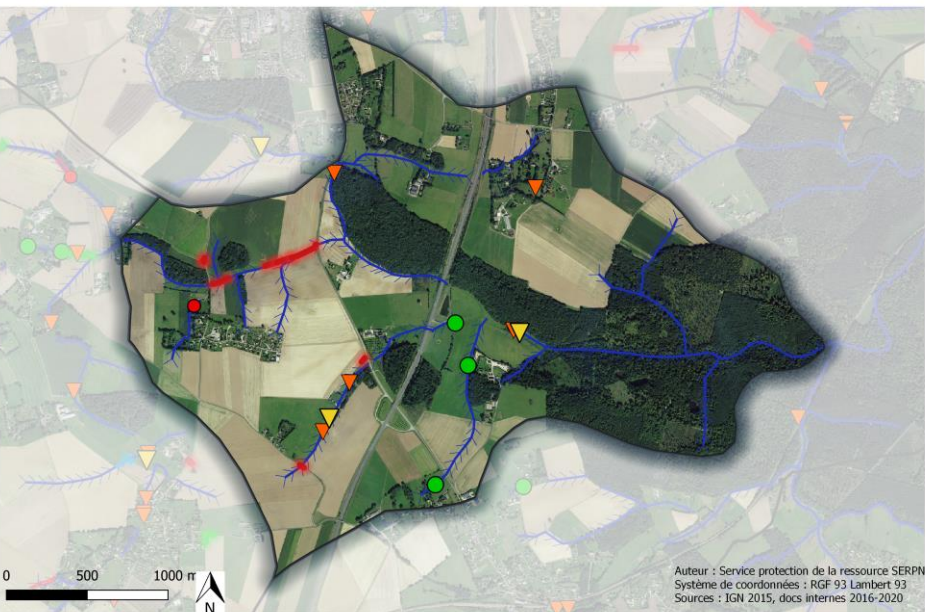 0 500 1000 m
N
Auteur : Service protection de la ressource SERPN
Système de coordonnées : RGF 93 Lambert 93
Sources : IGN 2015, docs internes 2016-2020